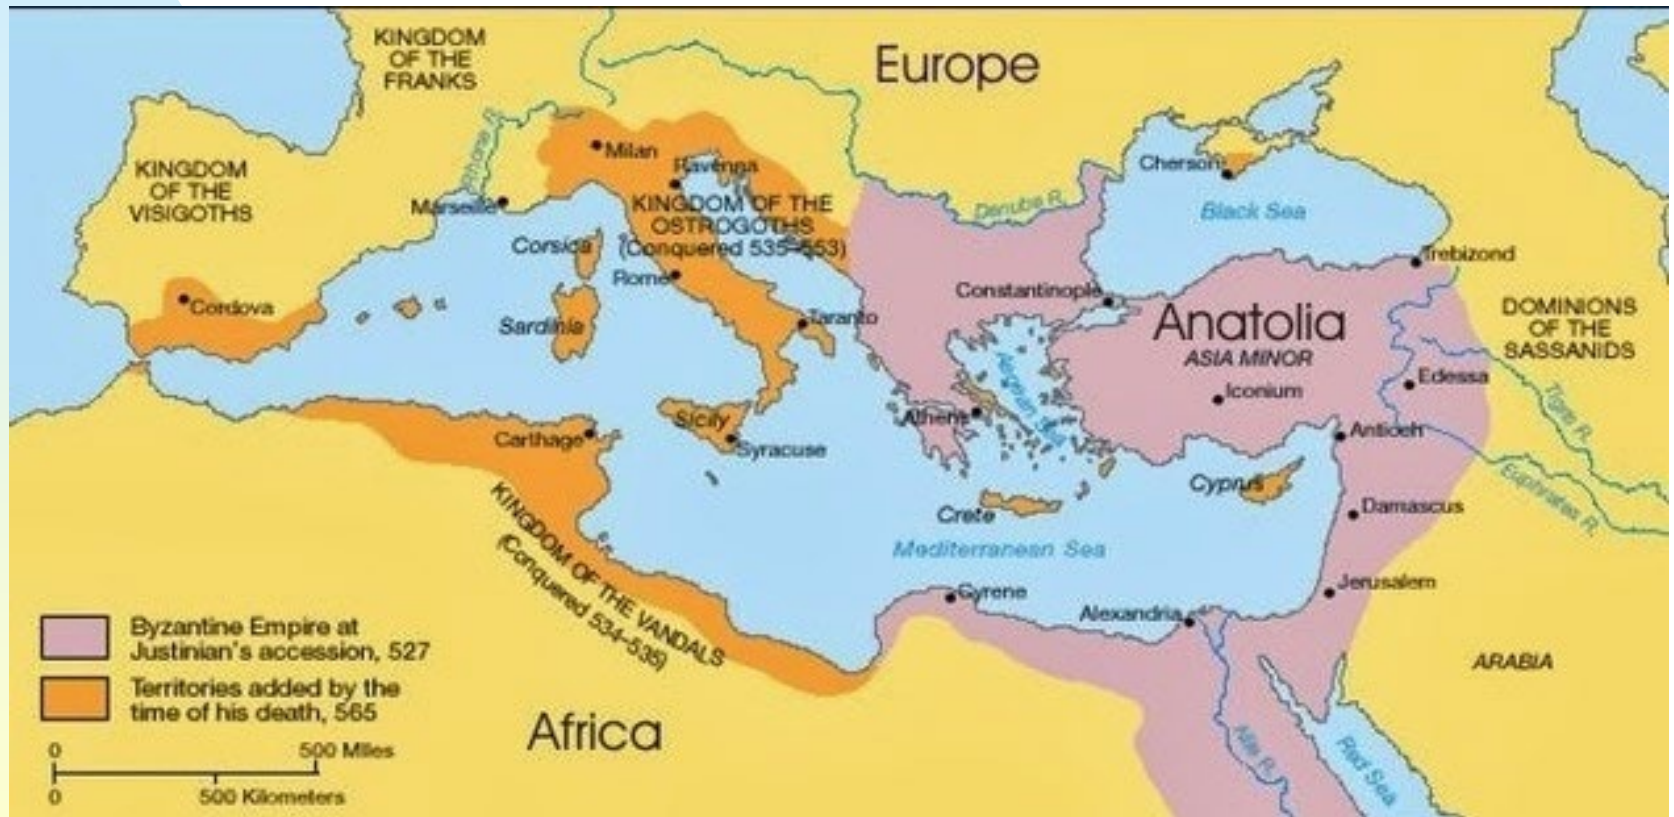 KINGDOM
OF THE
FRANKS
Europe
KINGDOM
OF THE
VISIGOTHS
Rhone R.
Milan
Ravenna
Marseille
KINGDOM OF THE
OSTROGOTHS
(Conquered 535–553)
Corsica
Rome
Sardinia
Taranto
Cordova
Danube R.
Cherson
Black Sea
Trebizond
Constantinople
Anatolia
ASIA MINOR
Iconium
DOMINIONS
OF THE
SASSANIDS
Edessa
Tigris R.
Euphrates R.
Aegean Sea
Athens
Antioch
Sicily
Syracuse
Carthage
Cyprus
Crete
Damascus
Mediterranean Sea
KINGDOM OF THE VANDALS
(Conquered 534–535)
Cyrene
Alexandria
Jerusalem
ARABIA
Africa
Nile R.
Red Sea
Byzantine Empire at
Justinian's accession, 527
Territories added by the
time of his death, 565
0 500 Miles
0 500 Kilometers